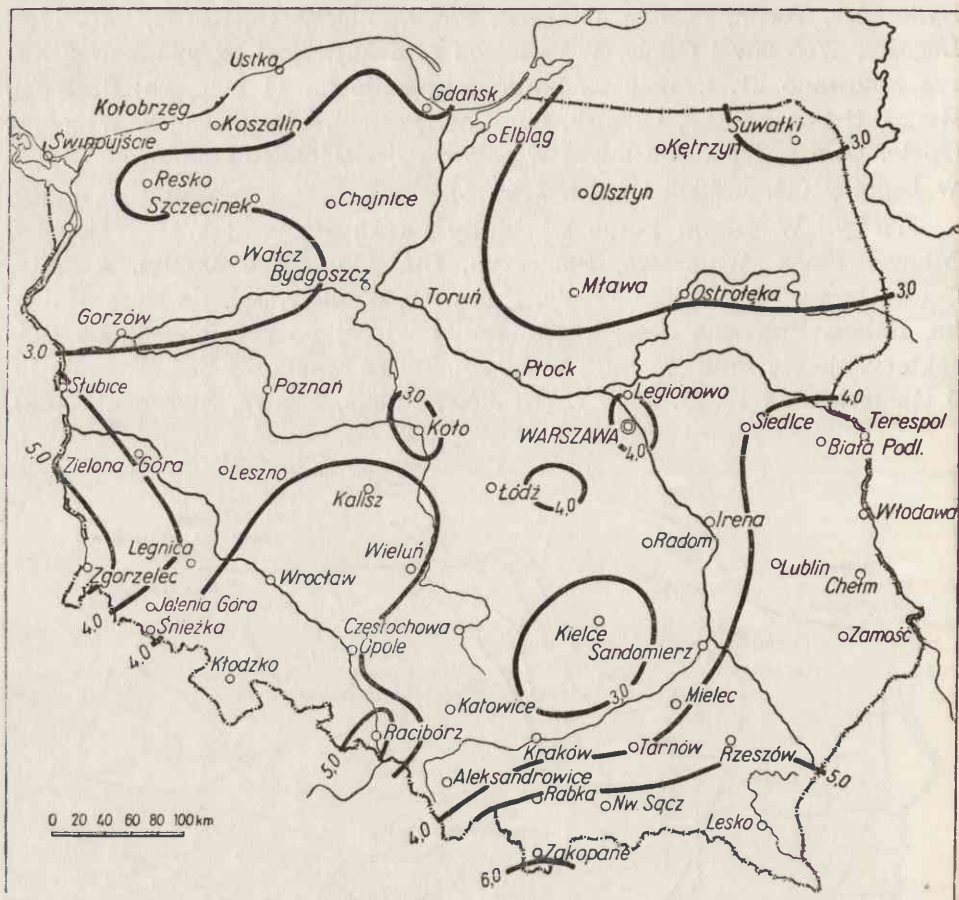 Ustka
Kołobrzeg
Gdańsk
Koszalin
Świnoujście
Elbląg
Suwałki
Kętrzyn
3,0
Resko
Szczecinek
Chojnice
Olsztyn
Wałcz
Bydgoszcz
Toruń
Mława
Ostrołęka
3,0
Gorzów
3,0
Słubice
Poznań
3,0
Płock
Legionowo
4,0
Siedlce
Terespol
Koło
WARSZAWA
4,0
Biała Podl.
5,0
Zielona Góra
Leszno
Kalisz
Łódź
4,0
Włodawa
Irena
Radom
Legnica
Wieluń
Zgorzelec
Wrocław
Lublin
Chełm
4,0
Jelenia Góra
Śnieżka
4,0
Częstochowa
Opole
Kielce
Sandomierz
Zamość
Kłodzko
Katowice
3,0
Mielec
Racibórz
5,0
Kraków
Tarnów
Rzeszów
5,0
Aleksandrowice
Rabka
Nw. Sącz
4,0
Lesko
0 20 40 60 80 100 km
Zakopane
6,0